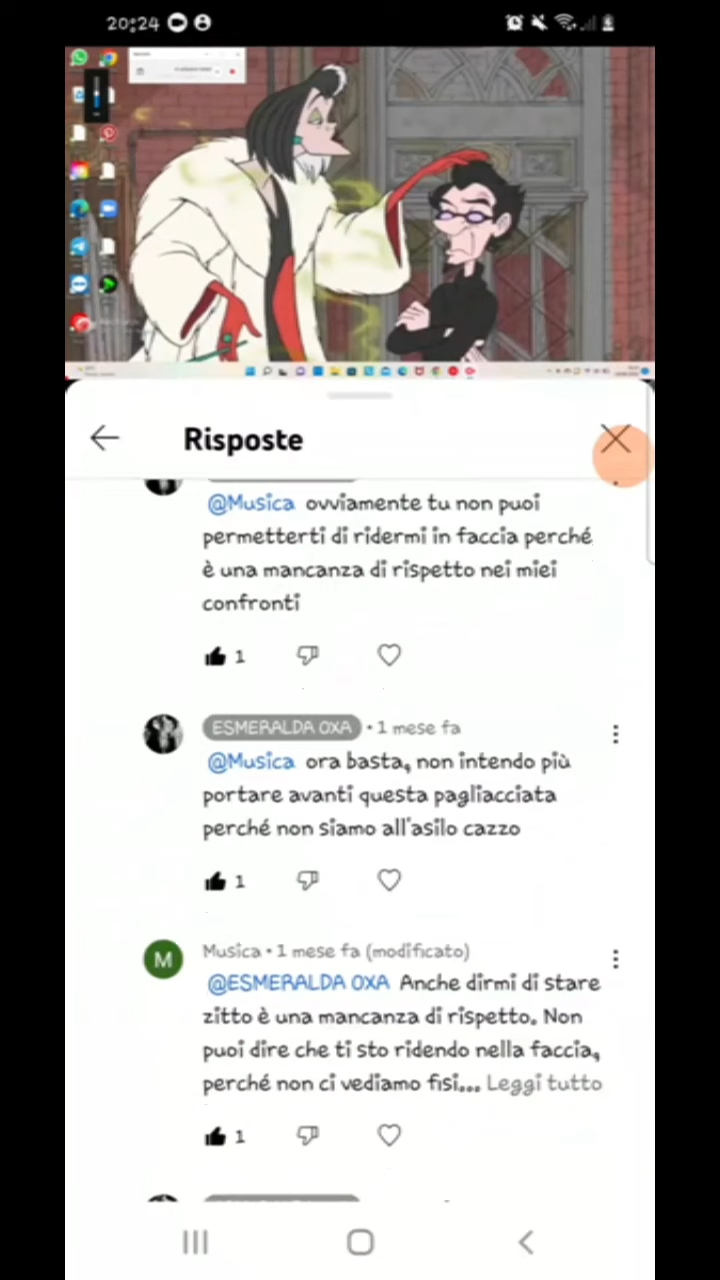 20:24
Risposte
@Musica ovviamente tu non puoi
permetterti di ridermi in faccia perché
è una mancanza di rispetto nei miei
confronti
1
ESMERALDA OXA • 1 mese fa
@Musica ora basta, non intendo più
portare avanti questa pagliacciata
perché non siamo all'asilo cazzo
1
M
Musica • 1 mese fa (modificato)
@ESMERALDA OXA Anche dirmi di stare
zitto è una mancanza di rispetto. Non
puoi dire che ti sto ridendo nella faccia,
perché non ci vediamo fisi... Leggi tutto
1